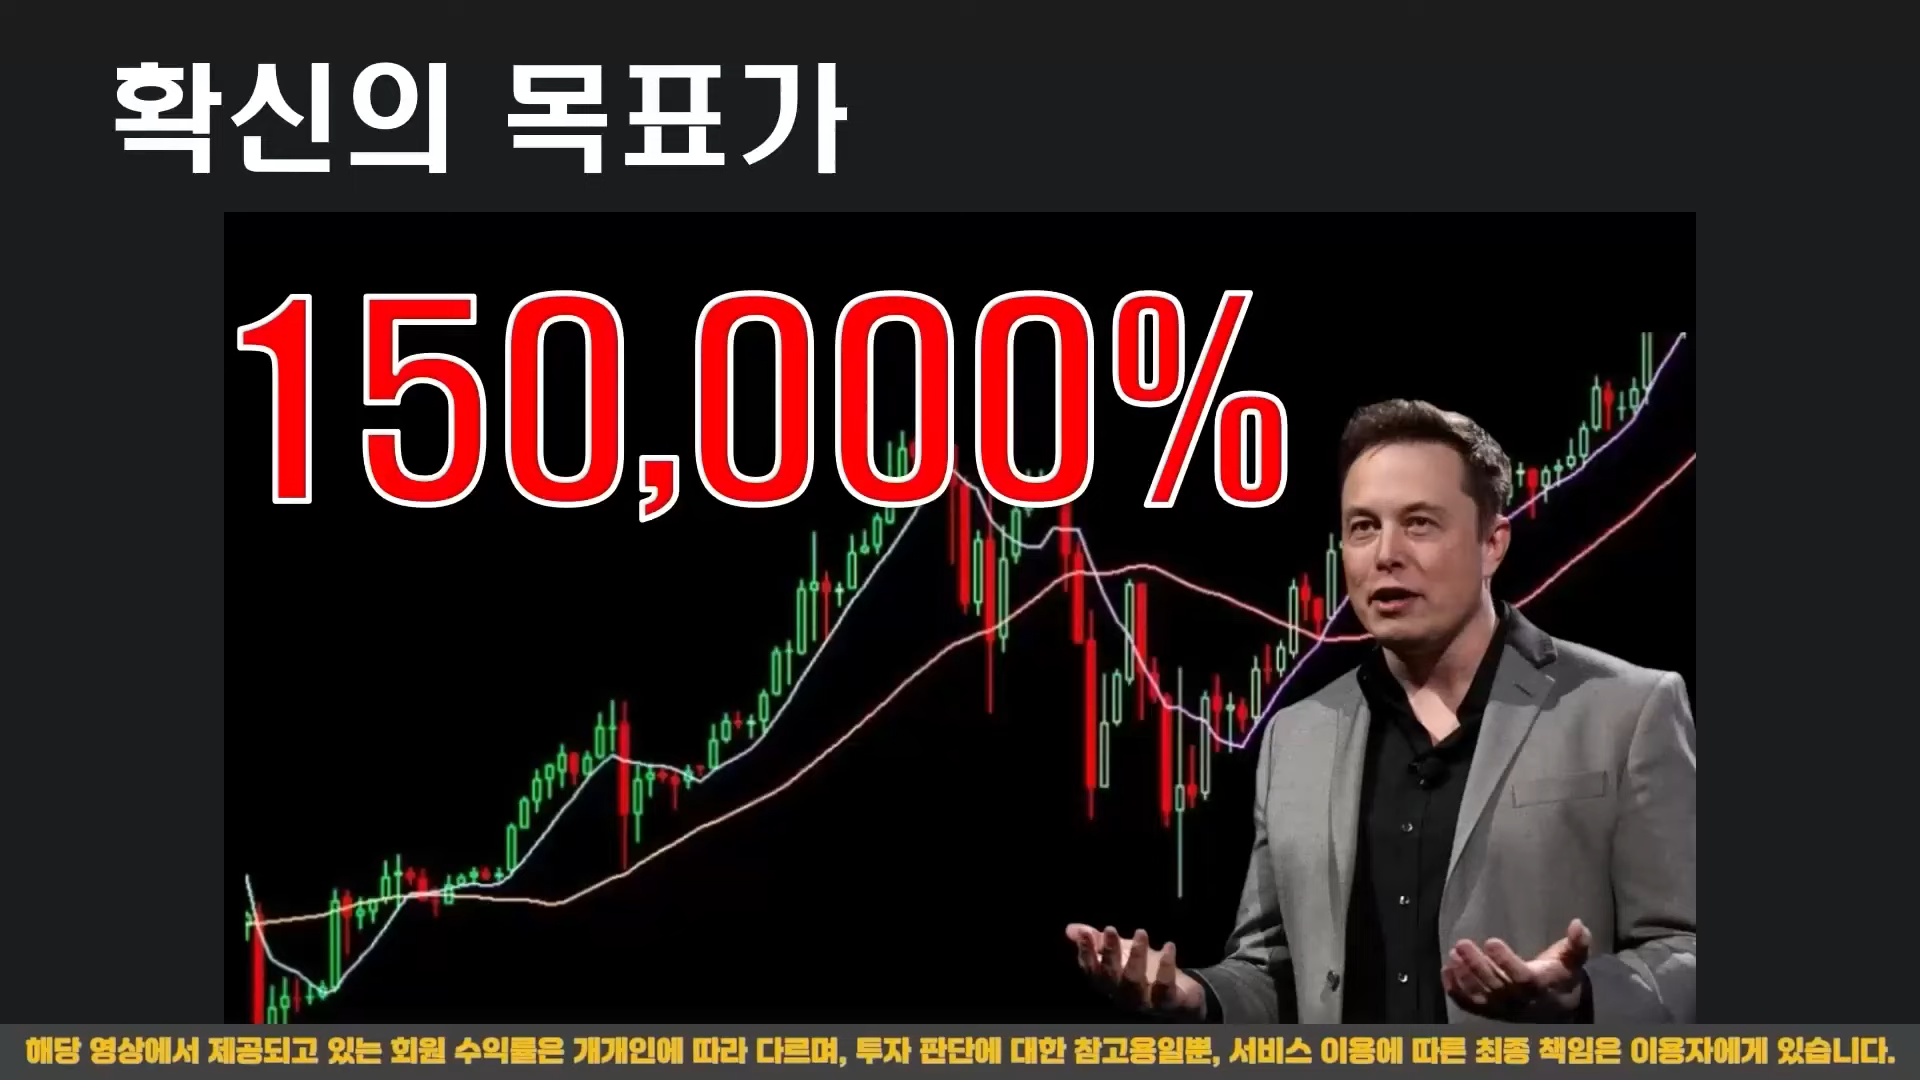 확신의 목표가
150,000%
해당 영상에서 제공되고 있는 회원 수익률은 개개인에 따라 다르며, 투자 판단에 대한 참고용일뿐, 서비스 이용에 따른 최종 책임은 이용자에게 있습니다.